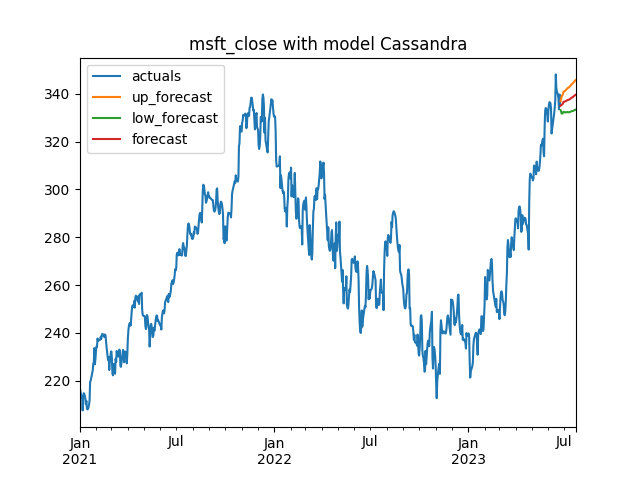 msft_close with model Cassandra
actuals
up_forecast
low_forecast
forecast
340
320
300
280
260
240
220
Jan Jul Jan Jul Jan Jul
2021 2022 2023